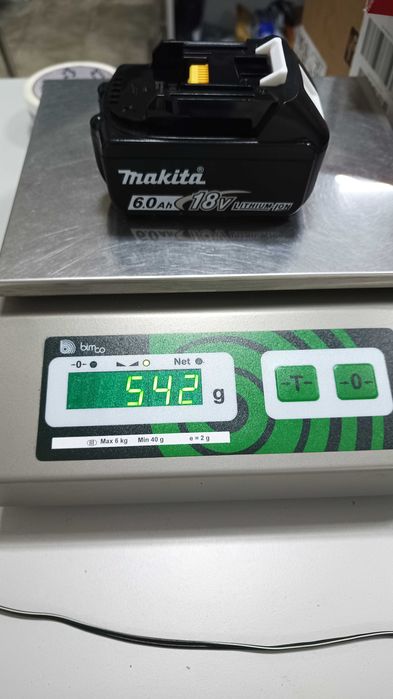 makita®
6.0Ah 18V LITHIUM-ION
bimco
-0- Net
542 g
-T- -0-
Max 6 kg Min 40 g e = 2 g